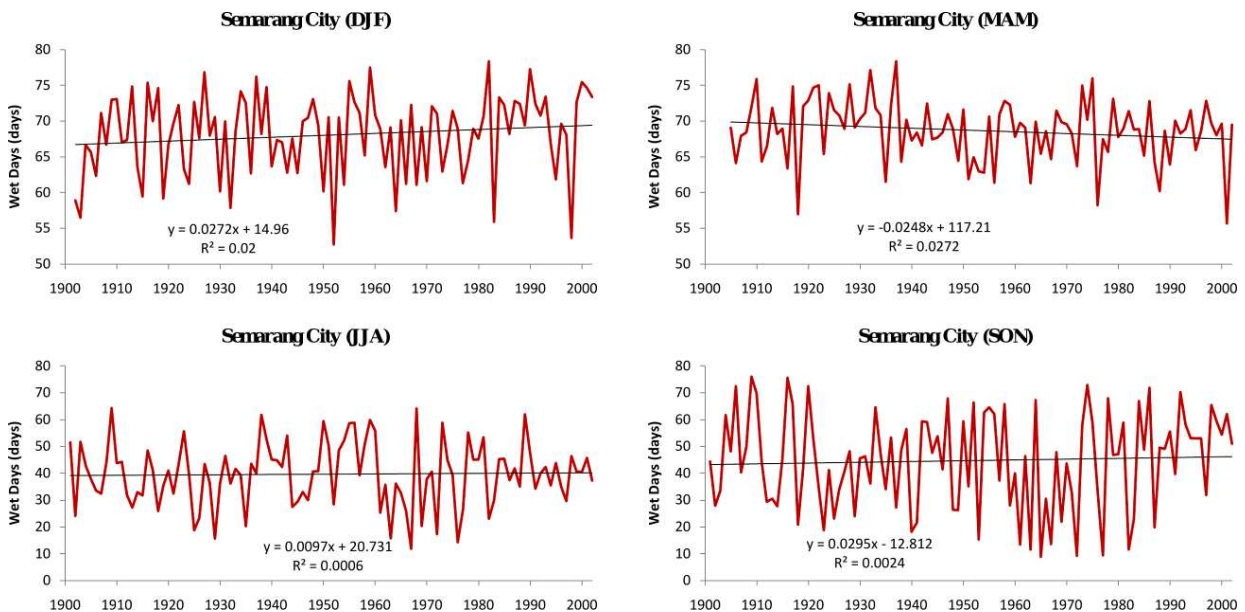 Semarang City (DJF)
Wet Days (days)
80
75
70
65
60
55
50
y = 0.0272x + 14.96
R² = 0.02
1900 1910 1920 1930 1940 1950 1960 1970 1980 1990 2000
Semarang City (MAM)
Wet Days (days)
80
75
70
65
60
55
50
y = -0.0248x + 117.21
R² = 0.0272
1900 1910 1920 1930 1940 1950 1960 1970 1980 1990 2000
Semarang City (JJA)
Wet Days (days)
80
70
60
50
40
30
20
10
0
y = 0.0097x + 20.731
R² = 0.0006
1900 1910 1920 1930 1940 1950 1960 1970 1980 1990 2000
Semarang City (SON)
Wet Days (days)
80
70
60
50
40
30
20
10
0
y = 0.0295x - 12.812
R² = 0.0024
1900 1910 1920 1930 1940 1950 1960 1970 1980 1990 2000